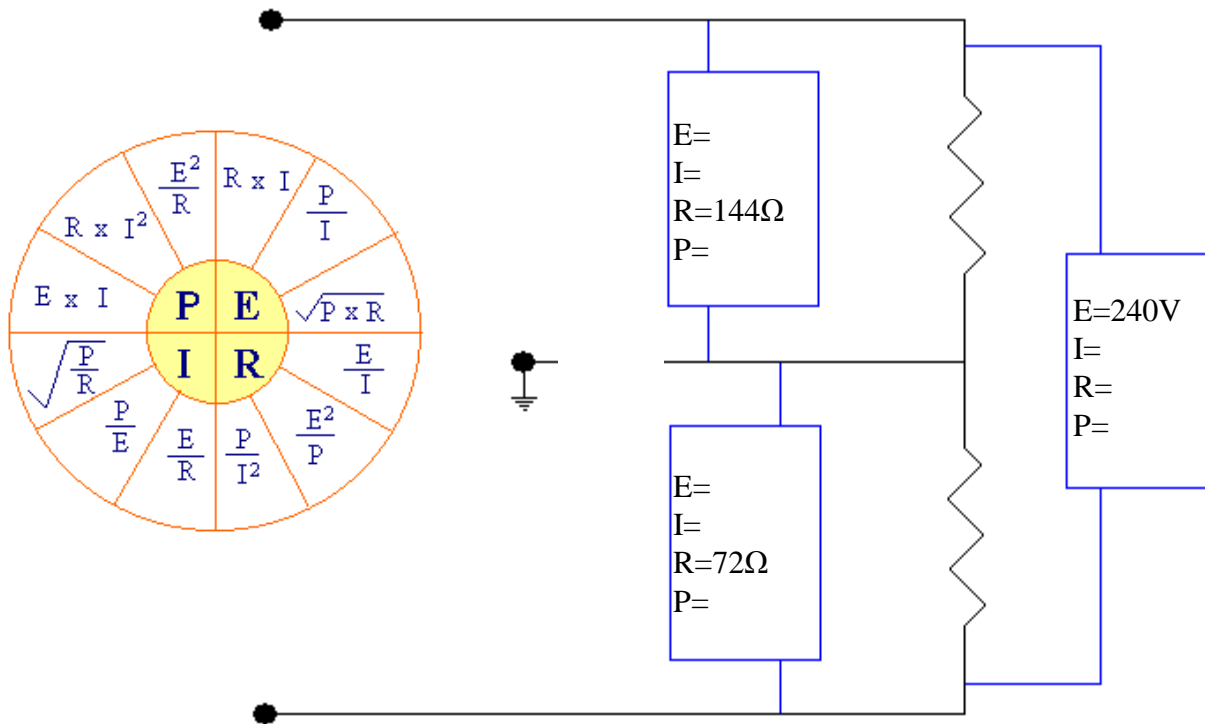 E²/R
R x I
P/I
R x I²
E x I
√(P x R)
P E
I R
√(P/R)
E/I
P/E
E/R
P/I²
E²/P
E=
I=
R=144Ω
P=
E=
I=
R=72Ω
P=
E=240V
I=
R=
P=